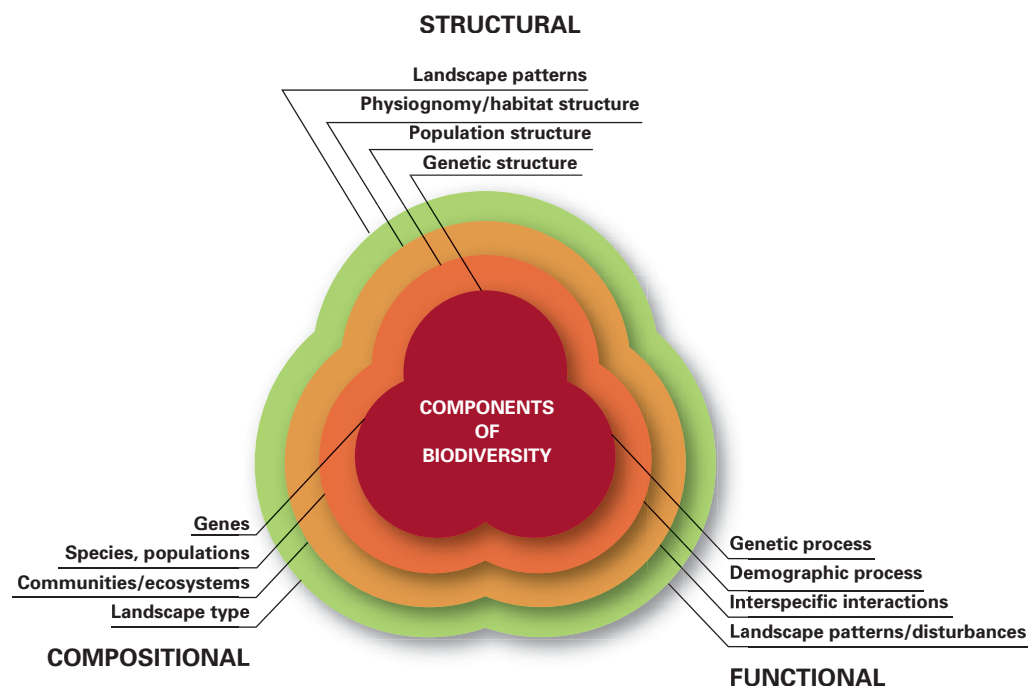 STRUCTURAL
Landscape patterns
Physiognomy/habitat structure
Population structure
Genetic structure
COMPONENTS
OF
BIODIVERSITY
Genes
Species, populations
Communities/ecosystems
Landscape type
COMPOSITIONAL
Genetic process
Demographic process
Interspecific interactions
Landscape patterns/disturbances
FUNCTIONAL